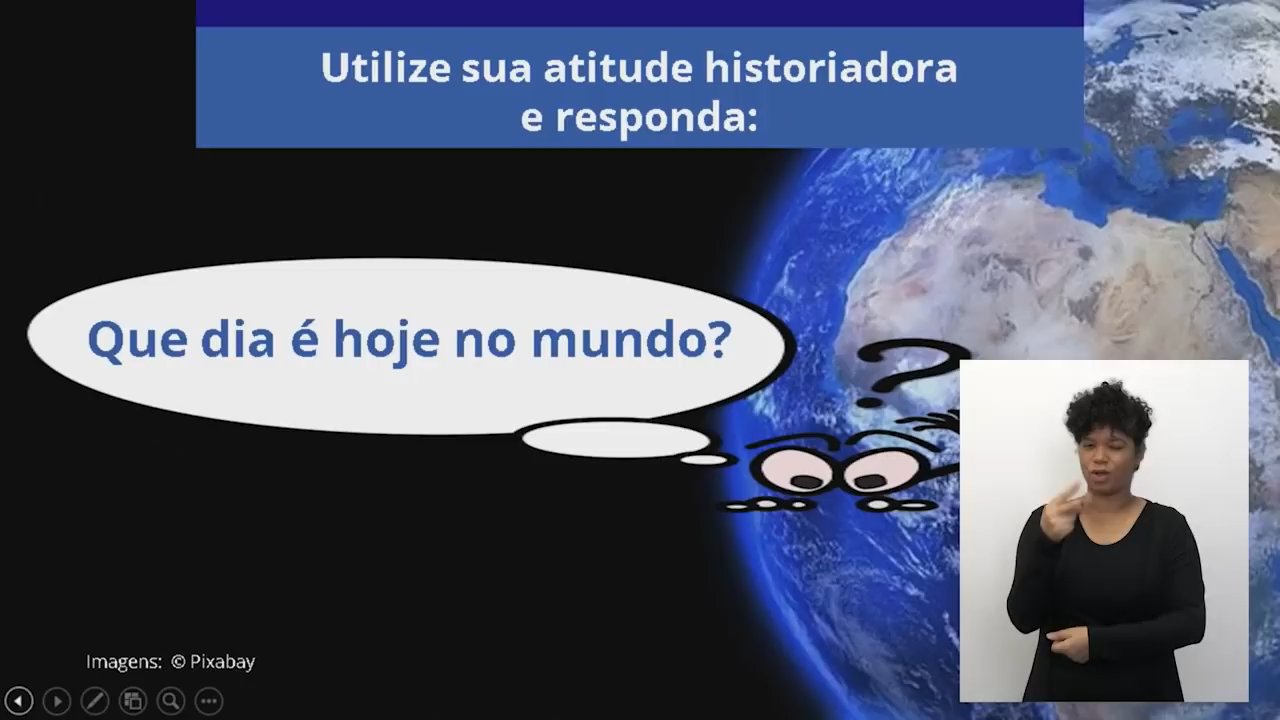 Utilize sua atitude historiadora
e responda:
Que dia é hoje no mundo?
?
Imagens: © Pixabay